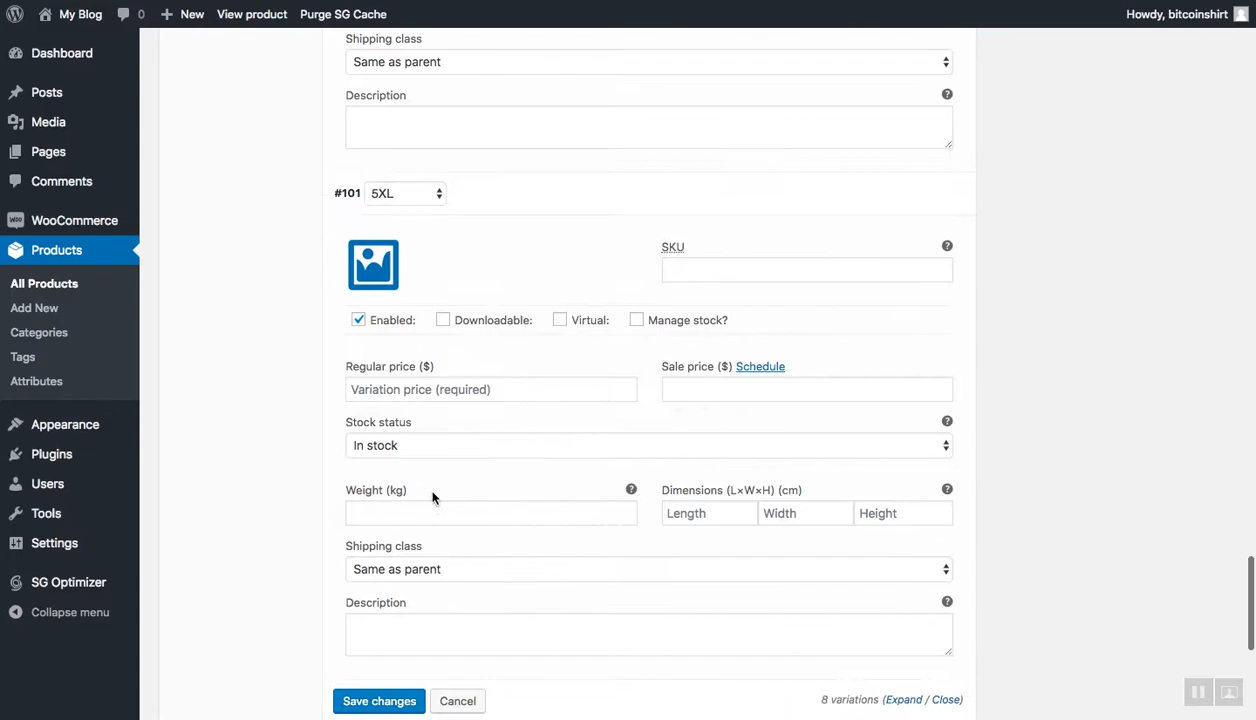 My Blog 0 New View product Purge SG Cache Howdy, bitcoinshirt
Dashboard
Posts
Media
Pages
Comments
WOO WooCommerce
Products
All Products
Add New
Categories
Tags
Attributes
Appearance
Plugins
Users
Tools
Settings
SG Optimizer
Collapse menu
Shipping class
Same as parent
Description ?
#101 5XL
SKU ?
Enabled: Downloadable: Virtual: Manage stock?
Regular price ($) Sale price ($) Schedule
Variation price (required)
Stock status ?
In stock
Weight (kg) ? Dimensions (L×W×H) (cm) ?
Length Width Height
Shipping class
Same as parent
Description ?
Save changes Cancel 8 variations (Expand / Close)